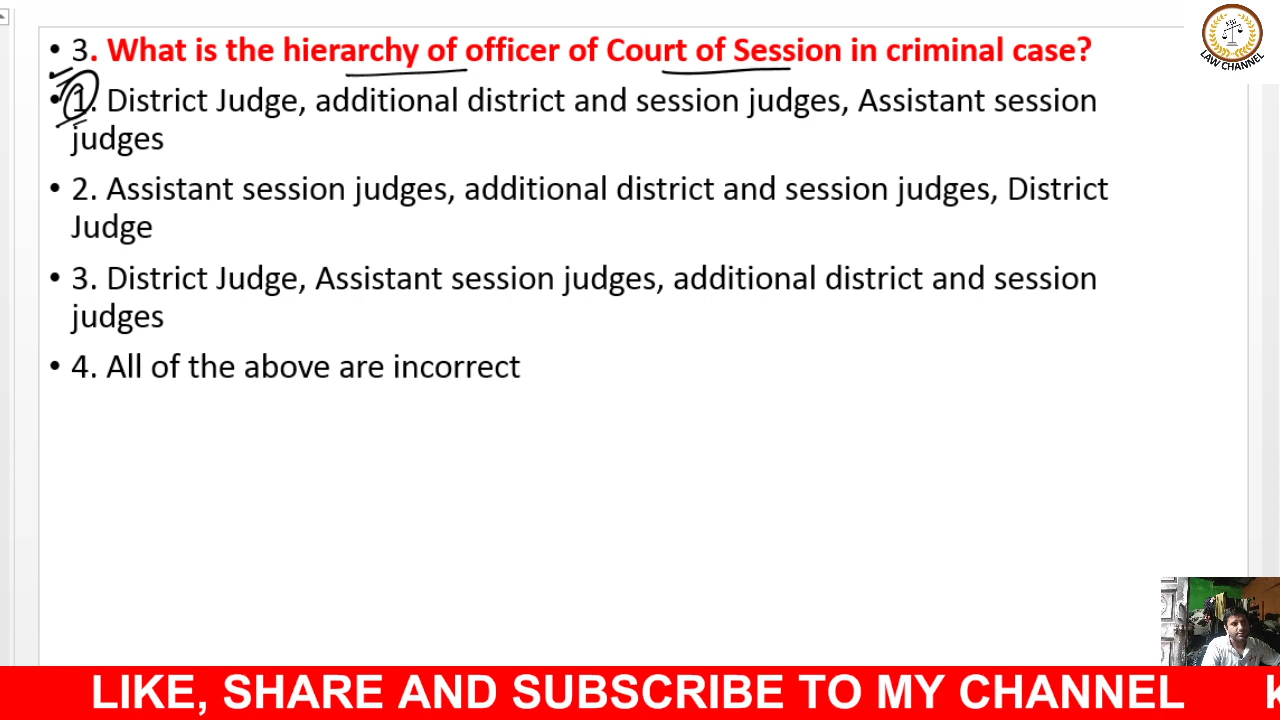 • 3. What is the hierarchy of officer of Court of Session in criminal case?
• 1. District Judge, additional district and session judges, Assistant session
judges
• 2. Assistant session judges, additional district and session judges, District
Judge
• 3. District Judge, Assistant session judges, additional district and session
judges
• 4. All of the above are incorrect
LAW CHANNEL
LIKE, SHARE AND SUBSCRIBE TO MY CHANNEL